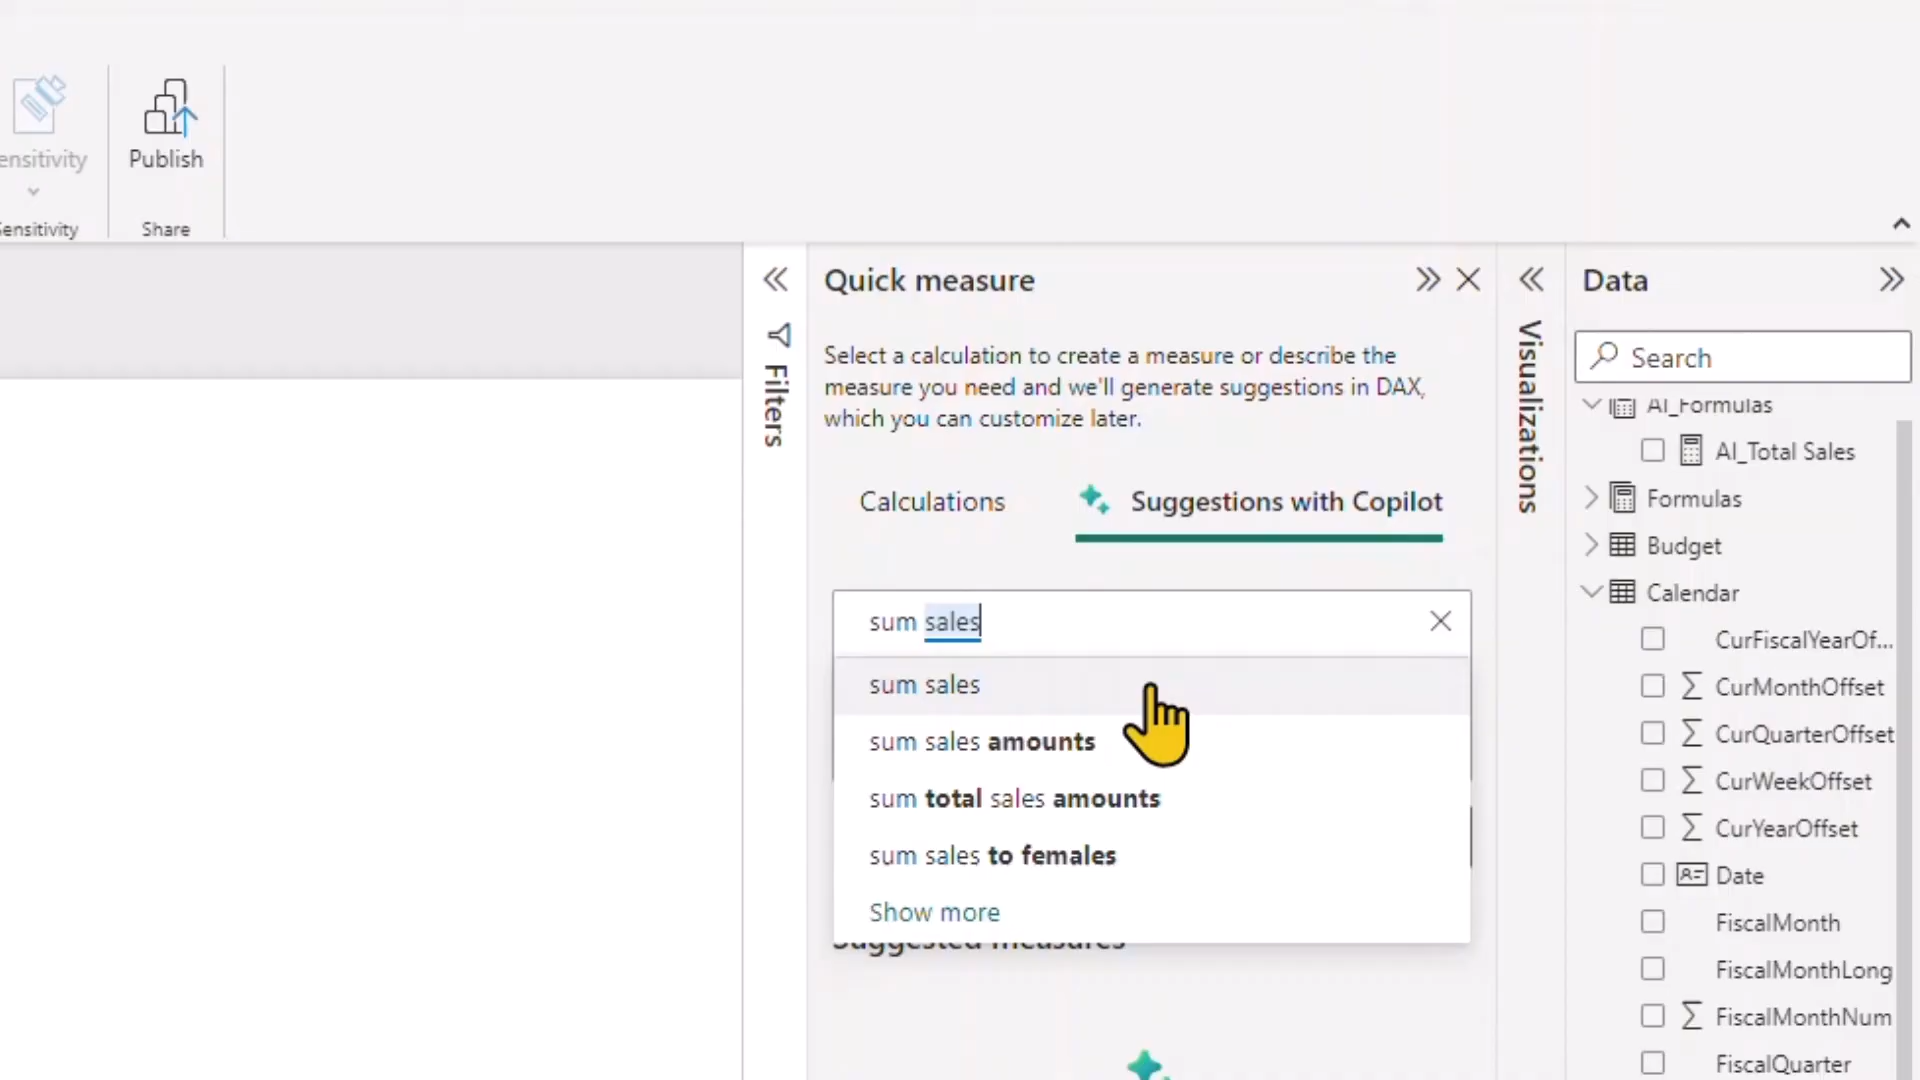 ensitivity
Publish
Sensitivity
Share
Filters
Quick measure
Select a calculation to create a measure or describe the
measure you need and we'll generate suggestions in DAX,
which you can customize later.
Calculations
Suggestions with Copilot
sum sales
sum sales
sum sales amounts
sum total sales amounts
sum sales to females
Show more
Suggested measures
Visualizations
Data
Search
AI_Formulas
AI_Total Sales
Formulas
Budget
Calendar
CurFiscalYearOf...
CurMonthOffset
CurQuarterOffset
CurWeekOffset
CurYearOffset
Date
FiscalMonth
FiscalMonthLong
FiscalMonthNum
FiscalQuarter